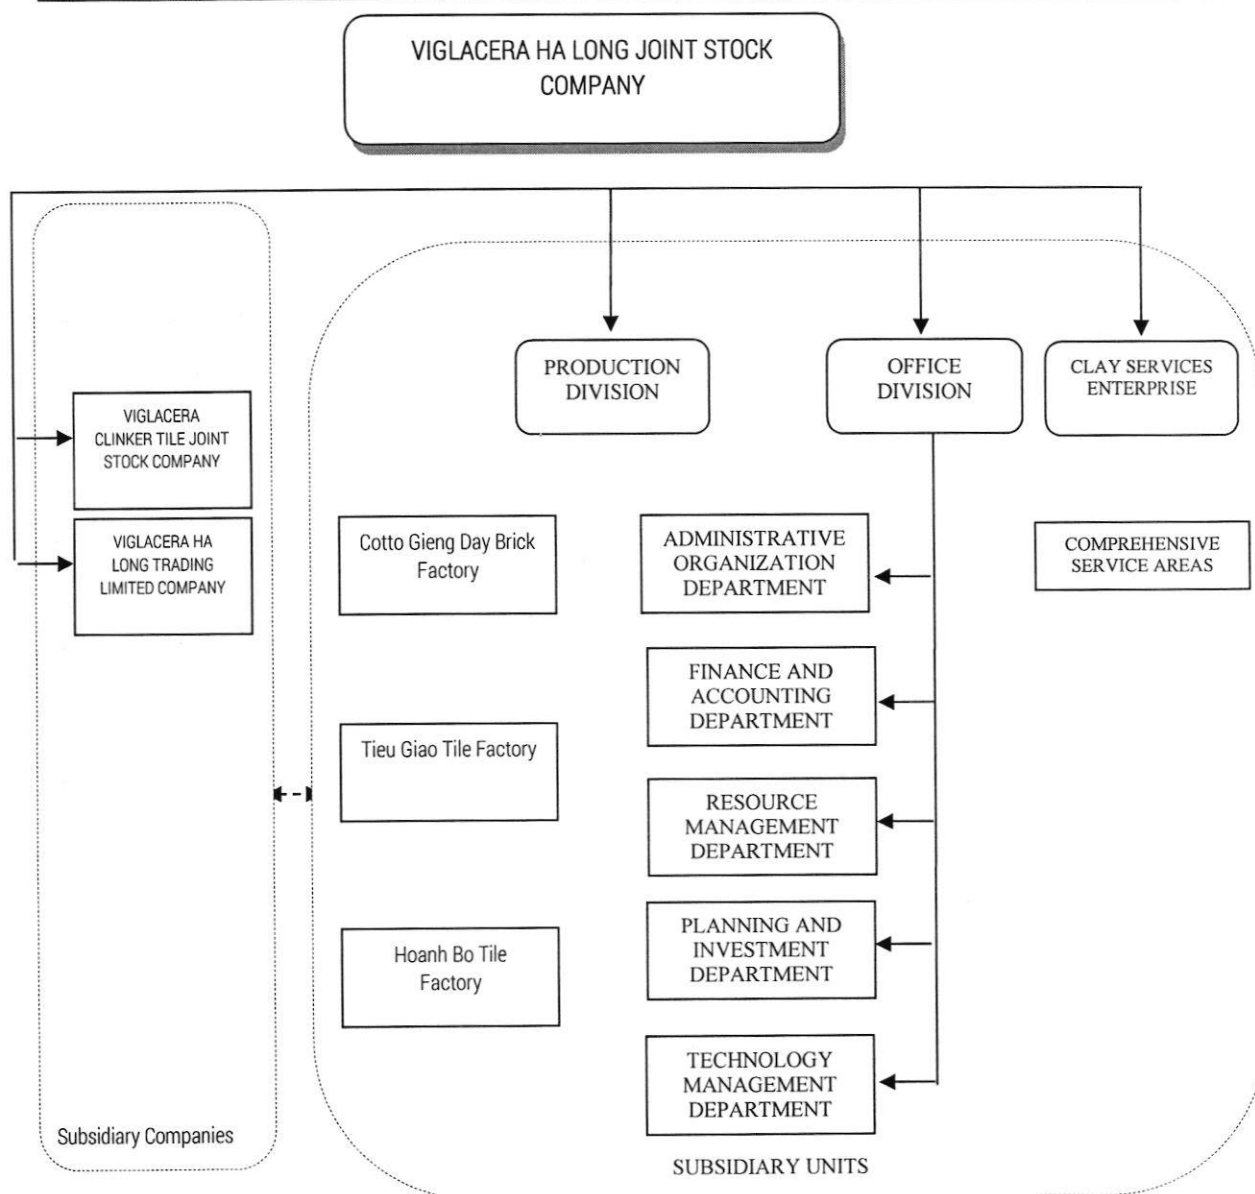 VIGLACERA HA LONG JOINT STOCK
COMPANY
PRODUCTION
DIVISION
OFFICE
DIVISION
CLAY SERVICES
ENTERPRISE
VIGLACERA
CLINKER TILE JOINT
STOCK COMPANY
VIGLACERA HA
LONG TRADING
LIMITED COMPANY
Cotto Gieng Day Brick
Factory
ADMINISTRATIVE
ORGANIZATION
DEPARTMENT
COMPREHENSIVE
SERVICE AREAS
FINANCE AND
ACCOUNTING
DEPARTMENT
Tieu Giao Tile Factory
RESOURCE
MANAGEMENT
DEPARTMENT
Hoanh Bo Tile
Factory
PLANNING AND
INVESTMENT
DEPARTMENT
TECHNOLOGY
MANAGEMENT
DEPARTMENT
Subsidiary Companies
SUBSIDIARY UNITS